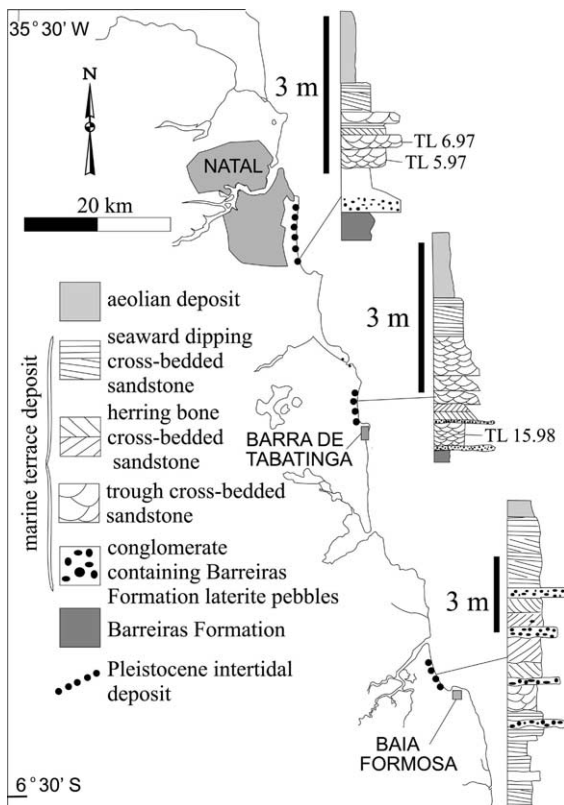 35°30' W
N
3 m
TL 6.97
TL 5.97
NATAL
20 km
3 m
TL 15.98
BARRA DE
TABATINGA
marine terrace deposit
aeolian deposit
seaward dipping
cross-bedded
sandstone
herring bone
cross-bedded
sandstone
trough cross-bedded
sandstone
conglomerate
containing Barreiras
Formation laterite pebbles
Barreiras Formation
Pleistocene intertidal
deposit
3 m
BAIA
FORMOSA
6°30' S